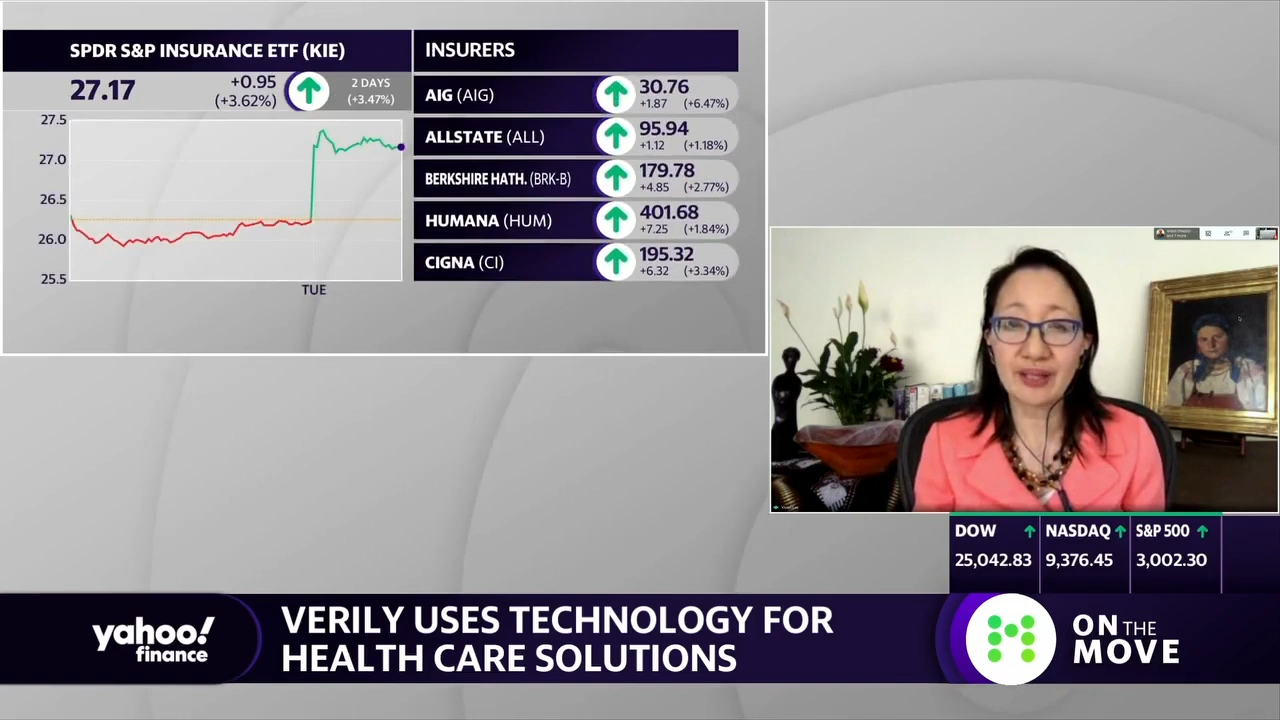 SPDR S&P INSURANCE ETF (KIE)
27.17
+0.95
(+3.62%)
2 DAYS
(+3.47%)
27.5
27.0
26.5
26.0
25.5
TUE
INSURERS
AIG (AIG)
30.76
+1.87 (+6.47%)
ALLSTATE (ALL)
95.94
+1.12 (+1.18%)
BERKSHIRE HATH. (BRK-B)
179.78
+4.85 (+2.77%)
HUMANA (HUM)
401.68
+7.25 (+1.84%)
CIGNA (CI)
195.32
+6.32 (+3.34%)
DOW
25,042.83
NASDAQ
9,376.45
S&P 500
3,002.30
yahoo!
finance
VERILY USES TECHNOLOGY FOR
HEALTH CARE SOLUTIONS
ON THE
MOVE